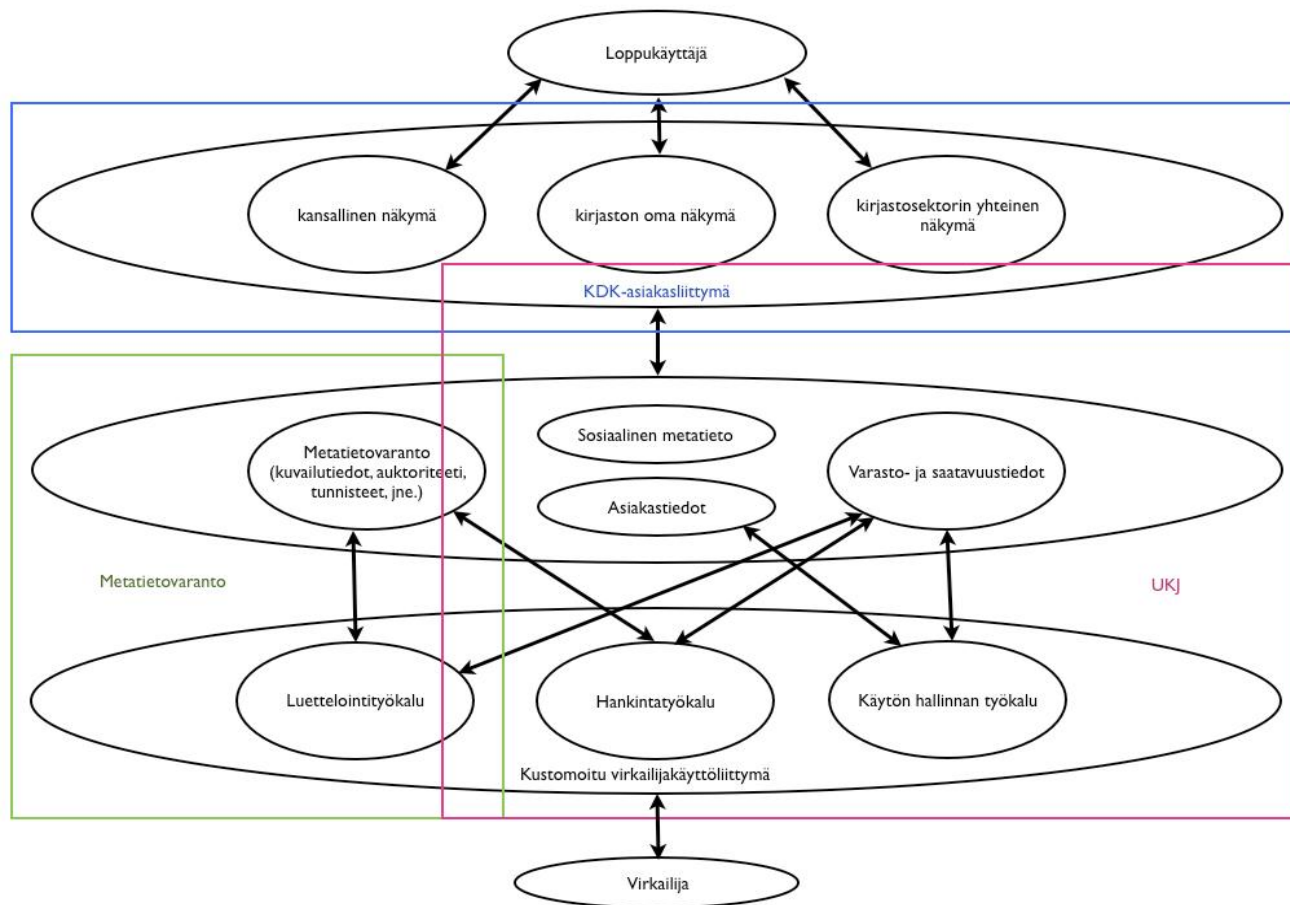 Loppukäyttäjä
kansallinen näkymä
kirjaston oma näkymä
kirjastosektorin yhteinen
näkymä
KDK-asiakasliittymä
Metatietovaranto
(kuvailutiedot, auktoriteeti,
tunnisteet, jne.)
Sosiaalinen metatieto
Asiakastiedot
Varasto- ja saatavuustiedot
Metatietovaranto
UKJ
Luettelointityökalu
Hankintatyökalu
Käytön hallinnan työkalu
Kustomoitu virkailijakäyttöliittymä
Virkailija